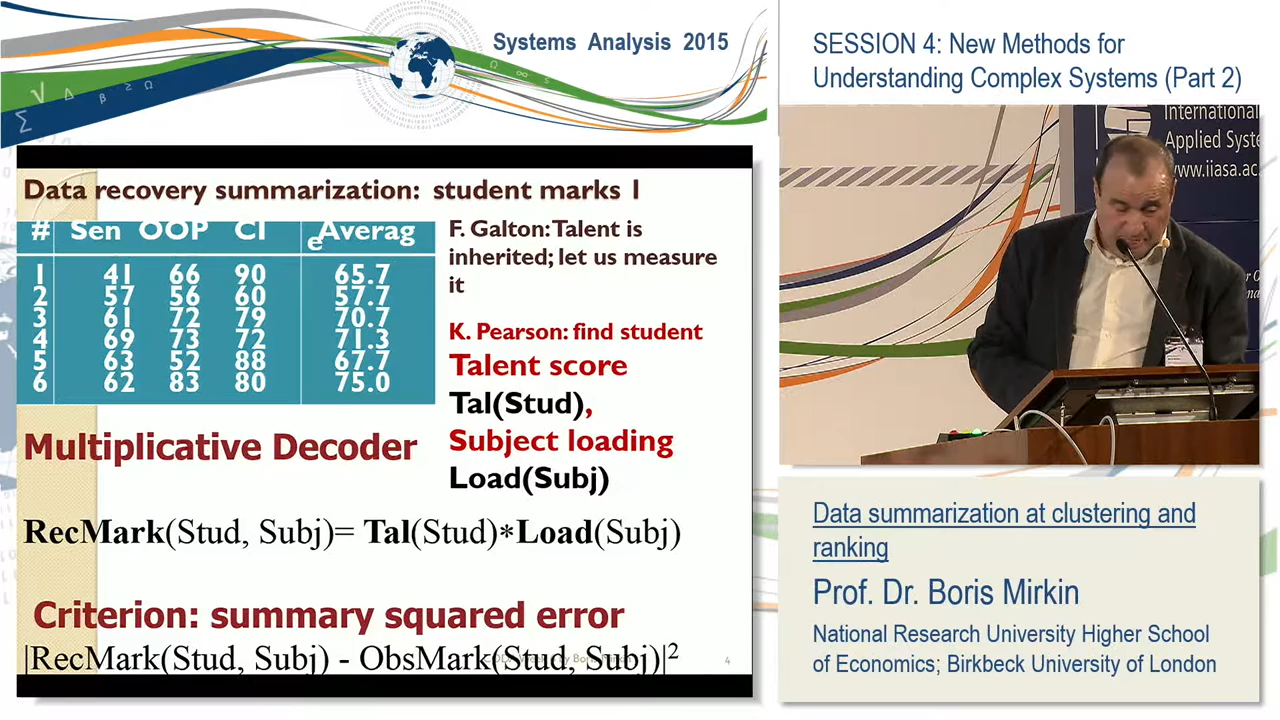 Systems Analysis 2015
SESSION 4: New Methods for
Understanding Complex Systems (Part 2)
Data recovery summarization: student marks 1
# Sen OOP CI Averag
e
1 41 66 90 65.7
2 57 56 60 57.7
3 61 72 79 70.7
4 69 73 72 71.3
5 63 52 88 67.7
6 62 83 80 75.0
F. Galton: Talent is
inherited; let us measure
it
K. Pearson: find student
Talent score
Tal(Stud),
Subject loading
Load(Subj)
Multiplicative Decoder
RecMark(Stud, Subj)= Tal(Stud)*Load(Subj)
Criterion: summary squared error
|RecMark(Stud, Subj) - ObsMark(Stud, Subj)|²
4
International
Applied Syste
www.iiasa.ac.
Data summarization at clustering and
ranking
Prof. Dr. Boris Mirkin
National Research University Higher School
of Economics; Birkbeck University of London